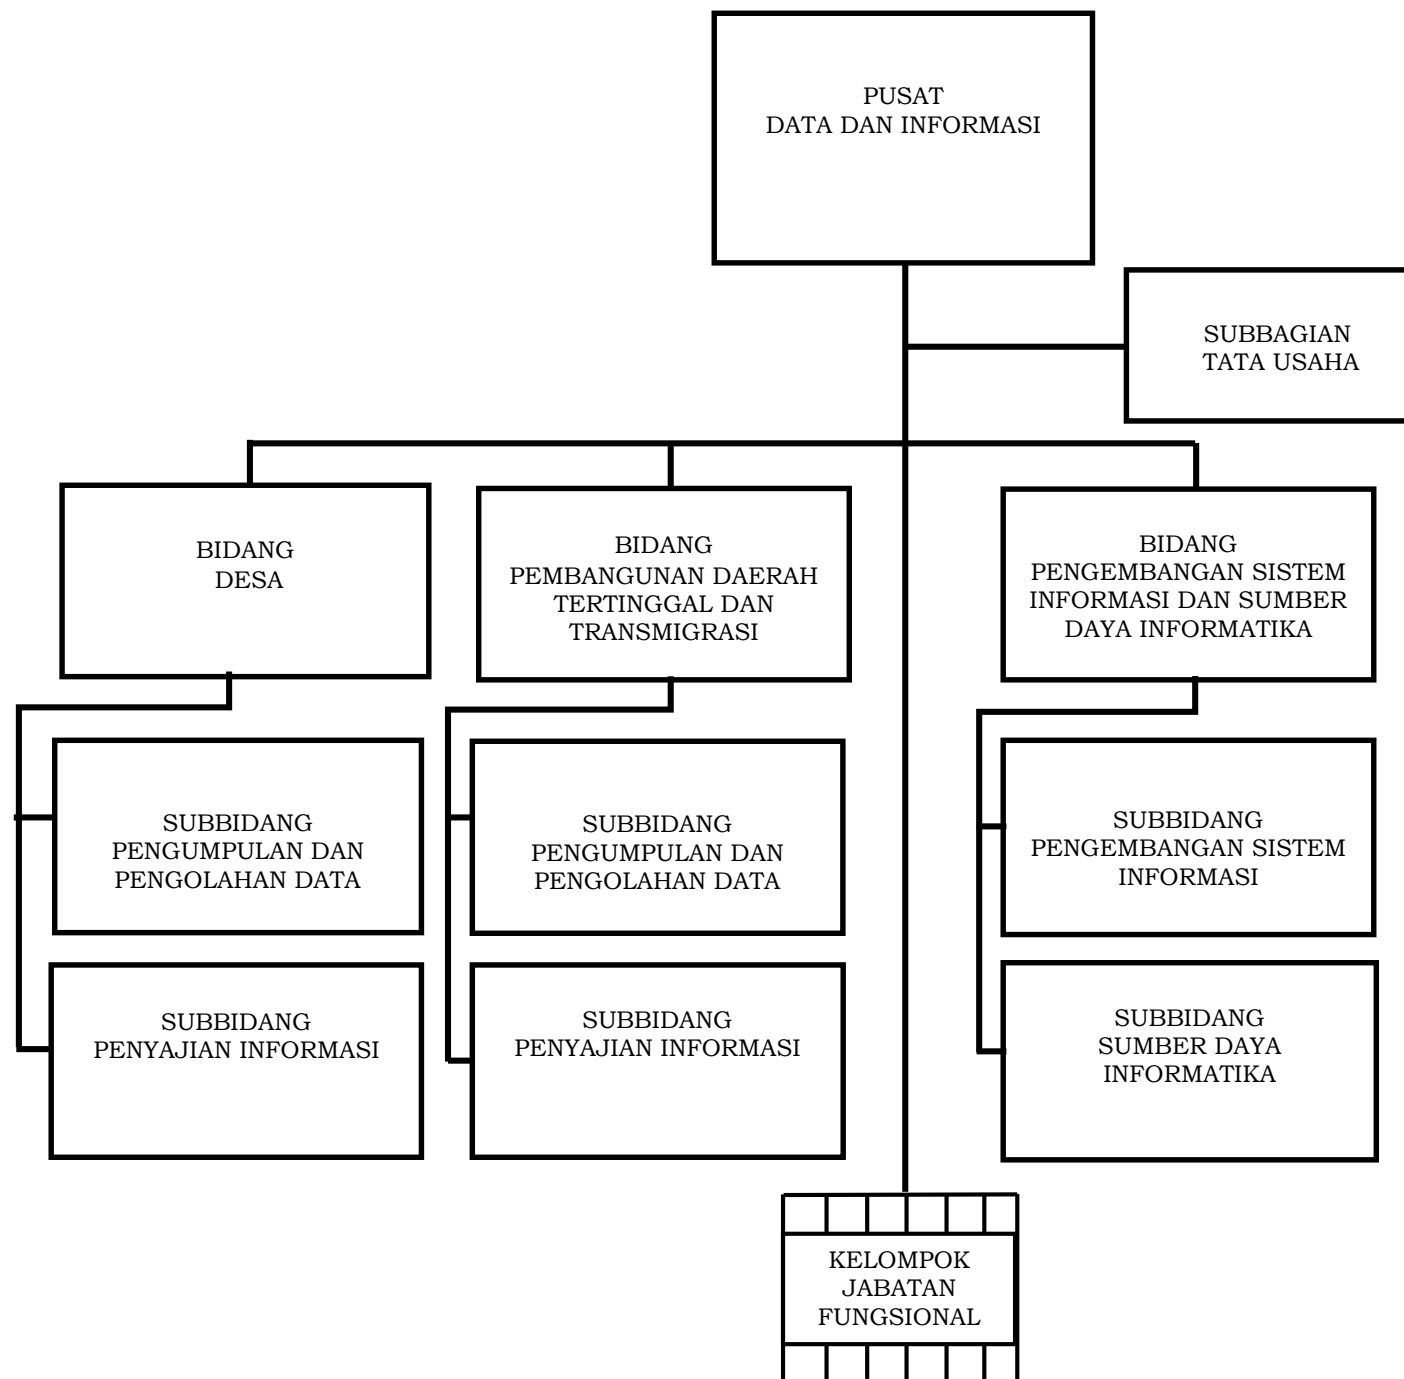 PUSAT
DATA DAN INFORMASI
SUBBAGIAN
TATA USAHA
BIDANG
DESA
BIDANG
PEMBANGUNAN DAERAH
TERTINGGAL DAN
TRANSMIGRASI
BIDANG
PENGEMBANGAN SISTEM
INFORMASI DAN SUMBER
DAYA INFORMATIKA
SUBBIDANG
PENGUMPULAN DAN
PENGOLAHAN DATA
SUBBIDANG
PENGUMPULAN DAN
PENGOLAHAN DATA
SUBBIDANG
PENGEMBANGAN SISTEM
INFORMASI
SUBBIDANG
PENYAJIAN INFORMASI
SUBBIDANG
PENYAJIAN INFORMASI
SUBBIDANG
SUMBER DAYA
INFORMATIKA
KELOMPOK
JABATAN
FUNGSIONAL